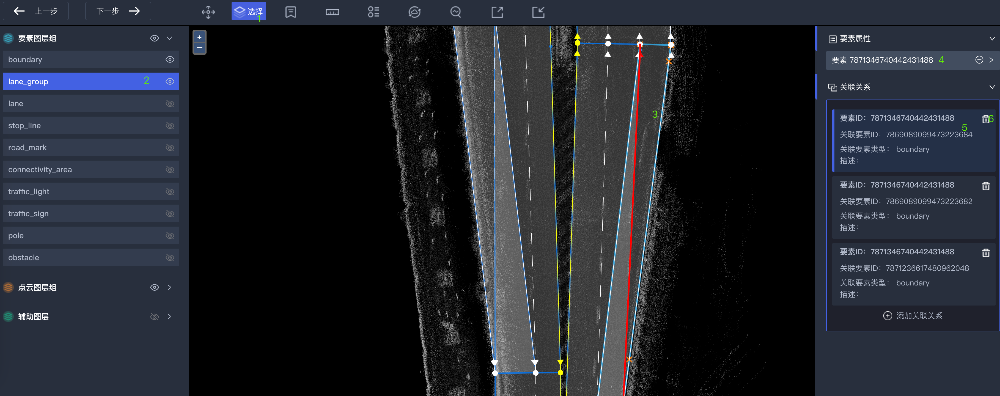 上一步
下一步
选择
1
要素图层组
boundary
lane_group
2
lane
stop_line
road_mark
connectivity_area
traffic_light
traffic_sign
pole
obstacle
点云图层组
辅助图层
+
−
3
要素属性
要素 7871346740442431488
4
关联关系
要素ID：7871346740442431488
6
5
关联要素ID：7869089099473223684
关联要素类型： boundary
描述：
要素ID：7871346740442431488
关联要素ID：7869089099473223682
关联要素类型： boundary
描述：
要素ID：7871346740442431488
关联要素ID：7871236617480962048
关联要素类型： boundary
描述：
添加关联关系